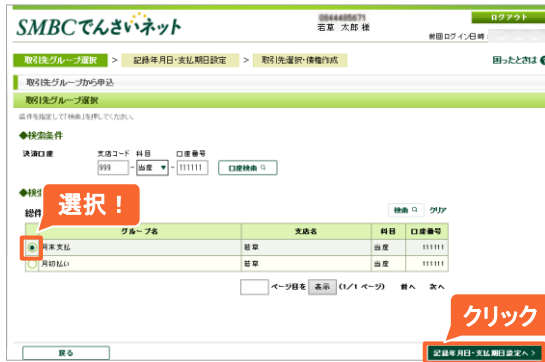 SMBCでんさいネット
0844485671
若草 太郎 様
ログアウト
前回ログイン日時:
取引先グループ選択 > 記録年月日・支払期日設定 > 取引先選択・債権作成
困ったときは
取引先グループから申込
取引先グループ選択
条件を指定して「検索」を押してください。
◆検索条件
決済口座
支店コード 科目 口座番号
999 - 当座 ▼ - 111111 口座検索
総件
選択！
検索 クリア
グループ名 支店名 科目 口座番号
月末支払 若草 当座 111111
月初払い 若草 当座 111111
ページ目を 表示 (1/1 ページ) 前へ 次へ
クリック
戻る
記録年月日・支払期日設定へ >